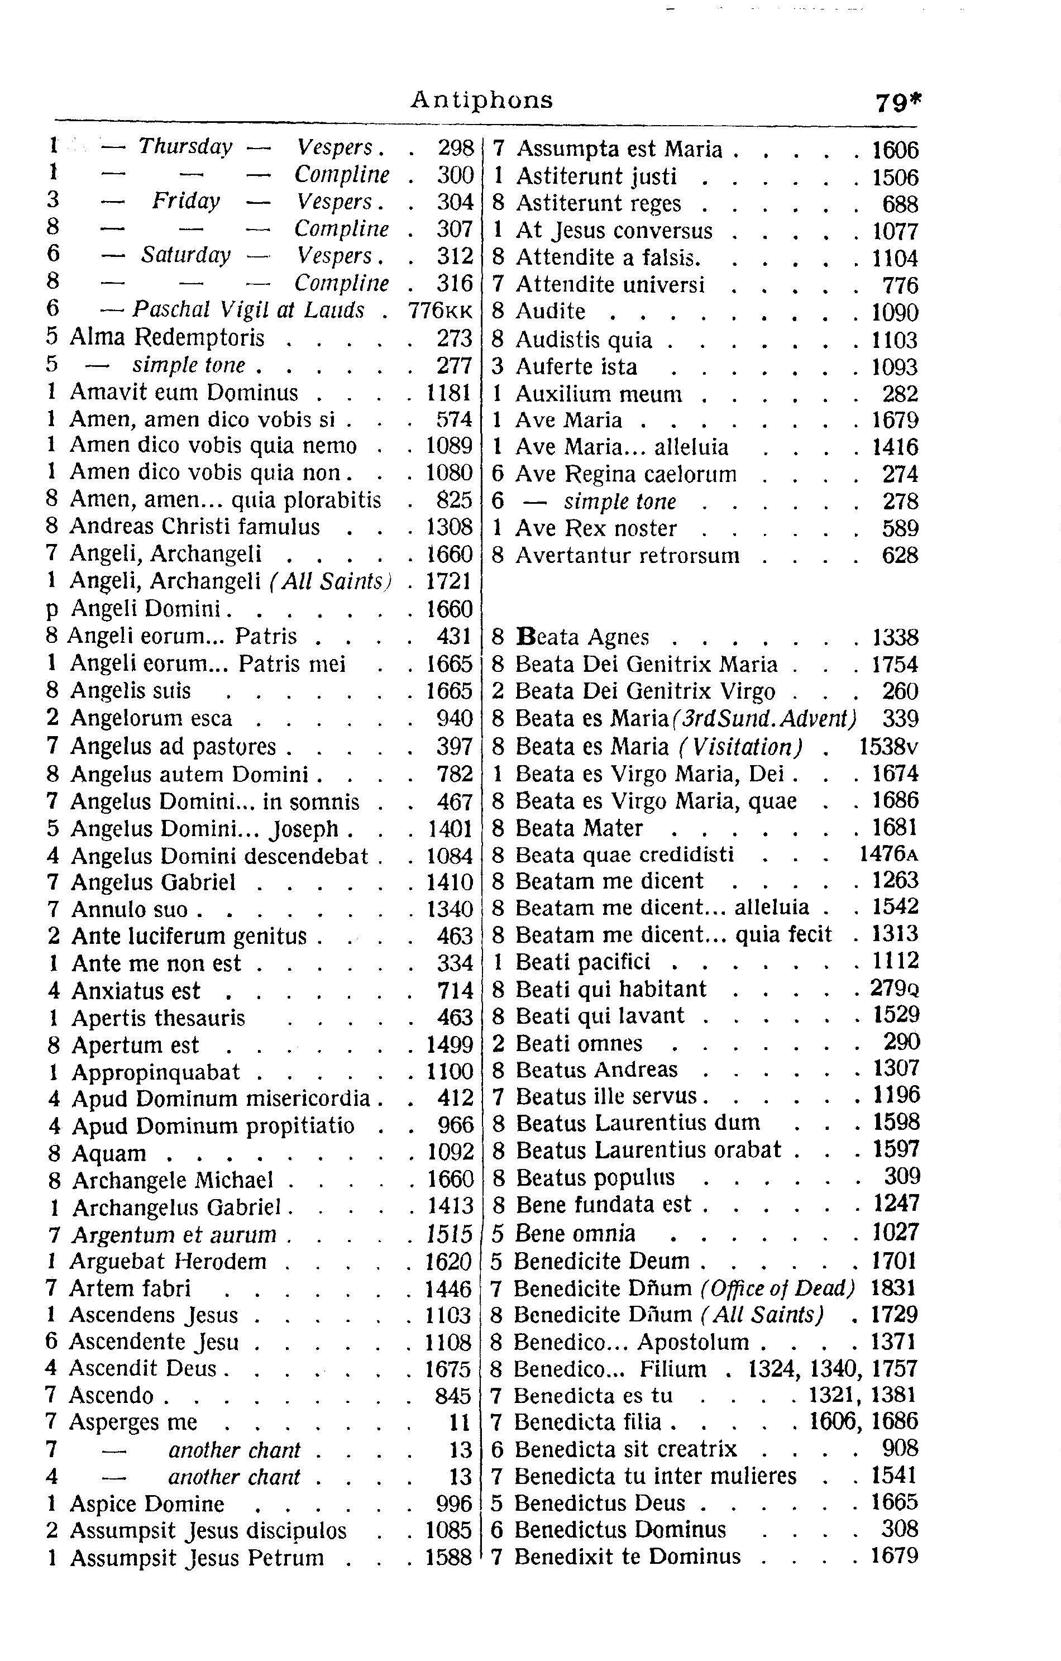 Antiphons 79*
1 — Thursday — Vespers . . 298
1 — — — Compline . 300
3 — Friday — Vespers . . 304
8 — — — Compline . 307
6 — Saturday — Vespers . . 312
8 — — — Compline . 316
6 — Paschal Vigil at Lauds . 776KK
5 Alma Redemptoris . . . . . 273
5 — simple tone . . . . . . 277
1 Amavit eum Dominus . . . . 1181
1 Amen, amen dico vobis si . . . 574
1 Amen dico vobis quia nemo . . 1089
1 Amen dico vobis quia non . . . 1080
8 Amen, amen... quia plorabitis . 825
8 Andreas Christi famulus . . . 1308
7 Angeli, Archangeli . . . . . 1660
1 Angeli, Archangeli (All Saints) . 1721
p Angeli Domini . . . . . . . 1660
8 Angeli eorum... Patris . . . . 431
1 Angeli eorum... Patris mei . . 1665
8 Angelis suis . . . . . . . 1665
2 Angelorum esca . . . . . . 940
7 Angelus ad pastores . . . . . 397
8 Angelus autem Domini . . . . 782
7 Angelus Domini... in somnis . . 467
5 Angelus Domini... Joseph . . . 1401
4 Angelus Domini descendebat . . 1084
7 Angelus Gabriel . . . . . . 1410
7 Annulo suo . . . . . . . . 1340
2 Ante luciferum genitus . . . . 463
1 Ante me non est . . . . . . 334
4 Anxiatus est . . . . . . . 714
1 Apertis thesauris . . . . . 463
8 Apertum est . . . . . . . 1499
1 Appropinquabat . . . . . . 1100
4 Apud Dominum misericordia . . 412
4 Apud Dominum propitiatio . . 966
8 Aquam . . . . . . . . . 1092
8 Archangele Michael . . . . . 1660
1 Archangelus Gabriel . . . . . 1413
7 Argentum et aurum . . . . . 1515
1 Arguebat Herodem . . . . . 1620
7 Artem fabri . . . . . . . 1446
1 Ascendens Jesus . . . . . . 1103
6 Ascendente Jesu . . . . . . 1108
4 Ascendit Deus . . . . . . . 1675
7 Ascendo . . . . . . . . . 845
7 Asperges me . . . . . . . 11
7 — another chant . . . . 13
4 — another chant . . . . 13
1 Aspice Domine . . . . . . 996
2 Assumpsit Jesus discipulos . . 1085
1 Assumpsit Jesus Petrum . . . 1588
7 Assumpta est Maria . . . . . 1606
1 Astiterunt justi . . . . . . 1506
8 Astiterunt reges . . . . . . 688
1 At Jesus conversus . . . . . 1077
8 Attendite a falsis. . . . . . 1104
7 Attendite universi . . . . . 776
8 Audite . . . . . . . . . 1090
8 Audistis quia . . . . . . . 1103
3 Auferte ista . . . . . . . 1093
1 Auxilium meum . . . . . . 282
1 Ave Maria . . . . . . . . 1679
1 Ave Maria... alleluia . . . . 1416
6 Ave Regina caelorum . . . . 274
6 — simple tone . . . . . . 278
1 Ave Rex noster . . . . . . 589
8 Avertantur retrorsum . . . . 628
8 Beata Agnes . . . . . . . 1338
8 Beata Dei Genitrix Maria . . . 1754
2 Beata Dei Genitrix Virgo . . . 260
8 Beata es Maria (3rd Sund. Advent) 339
8 Beata es Maria (Visitation) . 1538V
1 Beata es Virgo Maria, Dei . . . 1674
8 Beata es Virgo Maria, quae . . 1686
8 Beata Mater . . . . . . . 1681
8 Beata quae credidisti . . . 1476A
8 Beatam me dicent . . . . . 1263
8 Beatam me dicent... alleluia . . 1542
8 Beatam me dicent... quia fecit . 1313
1 Beati pacifici . . . . . . . 1112
8 Beati qui habitant . . . . . 279Q
8 Beati qui lavant . . . . . . 1529
2 Beati omnes . . . . . . . 290
8 Beatus Andreas . . . . . . 1307
7 Beatus ille servus . . . . . . 1196
8 Beatus Laurentius dum . . . 1598
8 Beatus Laurentius orabat . . . 1597
8 Beatus populus . . . . . . 309
8 Bene fundata est . . . . . . 1247
5 Bene omnia . . . . . . . 1027
5 Benedicite Deum . . . . . . 1701
7 Benedicite Dñum (Office of Dead) 1831
8 Benedicite Dñum (All Saints) . 1729
8 Benedico... Apostolum . . . . 1371
8 Benedico... Filium . 1324, 1340, 1757
7 Benedicta es tu . . . . 1321, 1381
7 Benedicta filia . . . . . 1606, 1686
6 Benedicta sit creatrix . . . . 908
7 Benedicta tu inter mulieres . . 1541
5 Benedictus Deus . . . . . . 1665
6 Benedictus Dominus . . . . 308
7 Benedixit te Dominus . . . . 1679